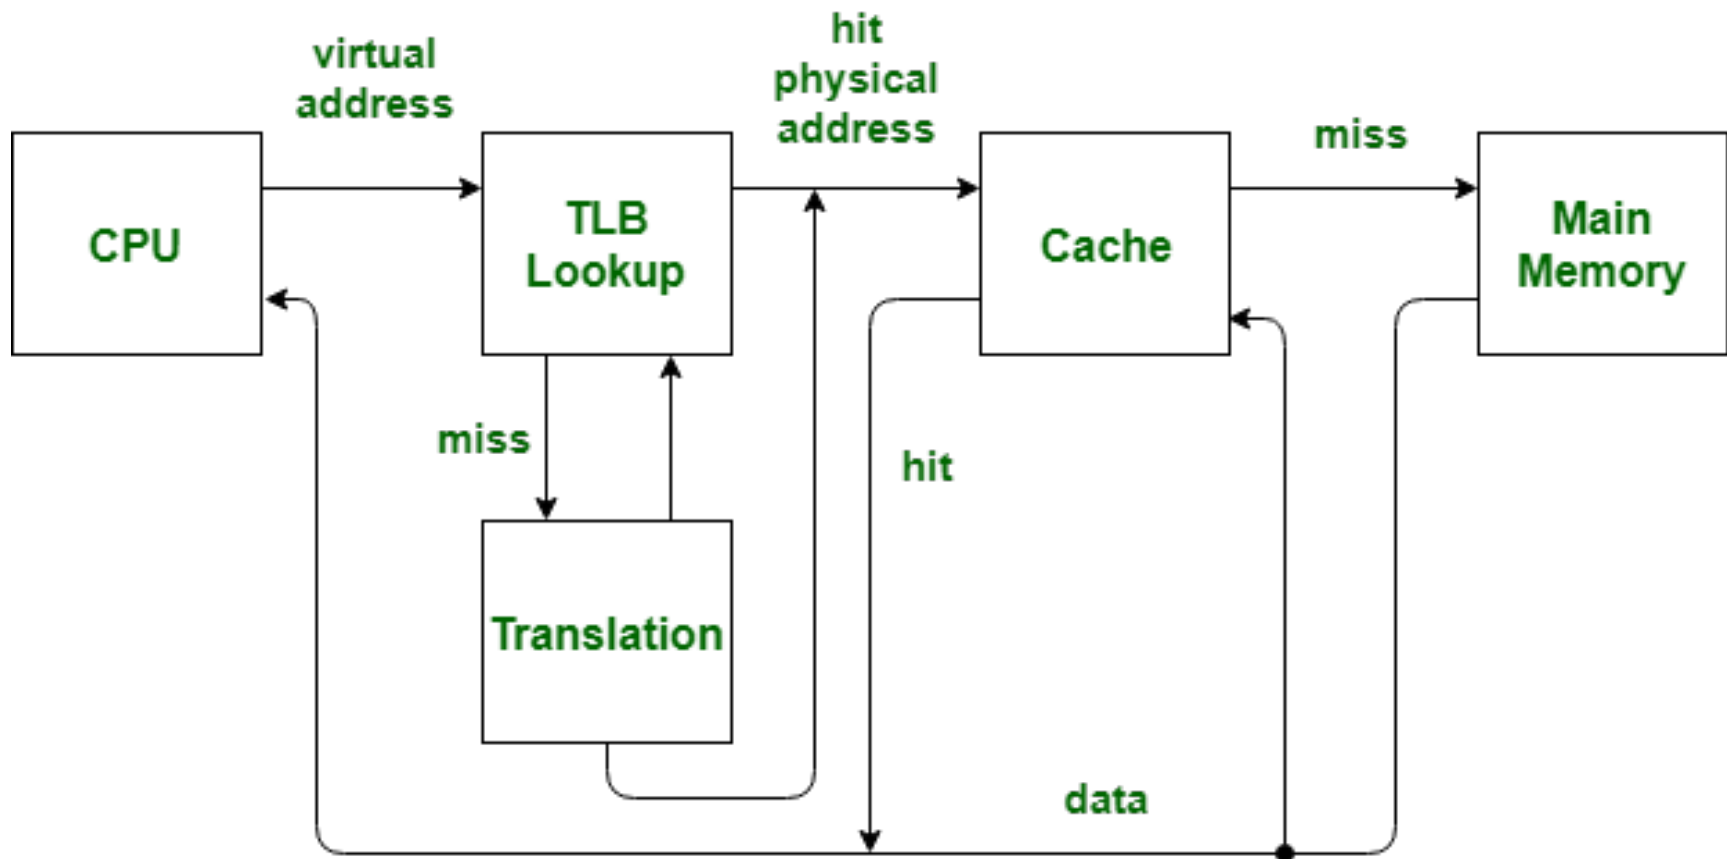 virtual
address
hit
physical
address
miss
CPU
TLB
Lookup
Cache
Main
Memory
miss
hit
Translation
data